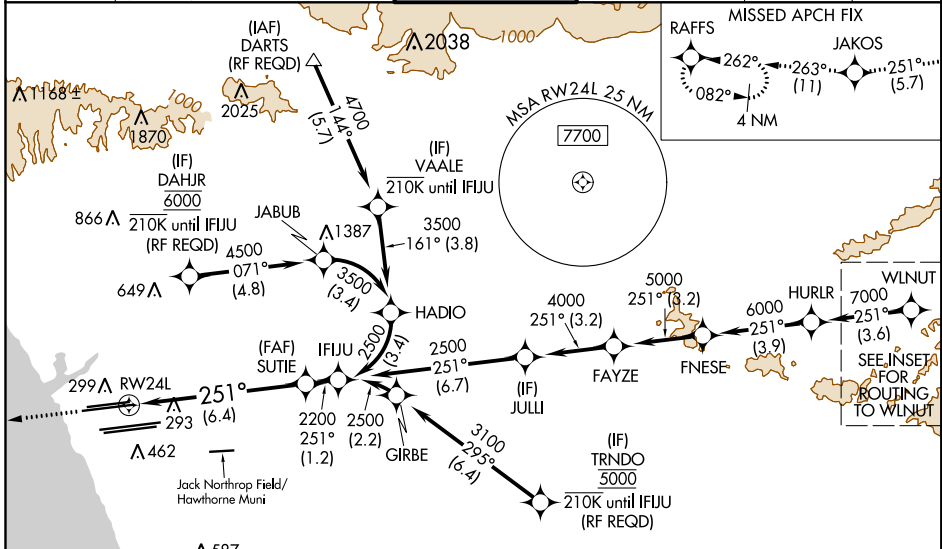 (IAF)
DARTS
(RF REQD)
2038
1000
1168 ±
1000
1870
2025
4700
144°
(5.7)
MISSED APCH FIX
RAFFS
JAKOS
262°
263°
(11)
251°
(5.7)
082°
4 NM
MSA RW24L 25 NM
7700
(IF)
VAALE
210K until IFIJU
(IF)
DAHJR
6000
210K until IFIJU
(RF REQD)
866
JABUB
1387
3500
161° (3.8)
4500
071°
(4.8)
649
3500
(3.4)
HADIO
2500
(3.4)
5000
251° (3.2)
4000
251° (3.2)
6000
251°
(3.9)
HURLR
7000
251°
(3.6)
WLNUT
SEE INSET
FOR
ROUTING
TO WLNUT
FNESE
FAYZE
2500
251°
(6.7)
(IF)
JULLI
(FAF)
SUTIE
IFIJU
299
RW24L
251°
(6.4)
293
462
2200
251°
(1.2)
2500
(2.2)
GIRBE
3100
295°
(6.4)
(IF)
TRNDO
5000
210K until IFIJU
(RF REQD)
Jack Northrop Field/
Hawthorne Muni